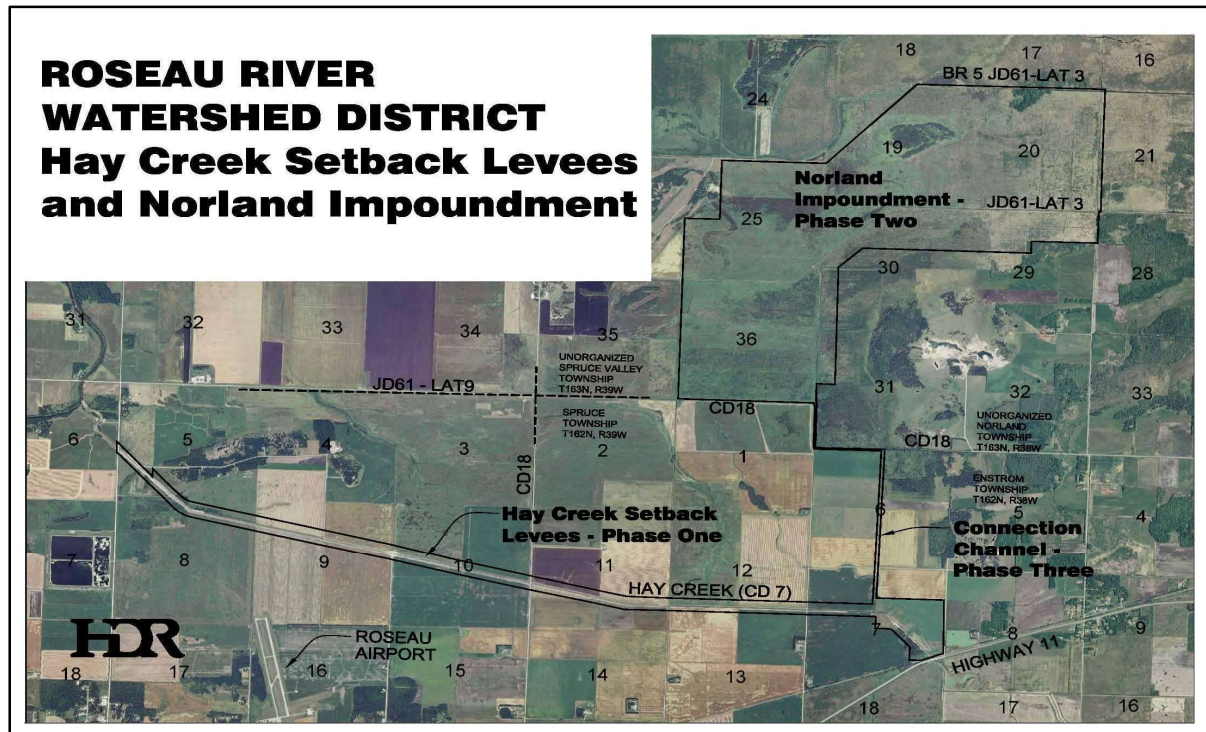 ROSEAU RIVER
WATERSHED DISTRICT
Hay Creek Setback Levees
and Norland Impoundment
18
17
16
BR 5 JD61-LAT 3
24
19
20
21
Norland
Impoundment -
Phase Two
JD61-LAT 3
25
30
29
28
31
32
33
34
35
36
31
32
33
UNORGANIZED
SPRUCE VALLEY
TOWNSHIP
T163N, R39W
JD61 - LAT9
CD18
SPRUCE
TOWNSHIP
T162N, R39W
UNORGANIZED
NORLAND
TOWNSHIP
T163N, R38W
CD18
6
5
4
3
2
1
CD18
ENSTROM
TOWNSHIP
T162N, R38W
6
5
4
Hay Creek Setback
Levees - Phase One
Connection
Channel -
Phase Three
7
8
9
10
11
12
HAY CREEK (CD 7)
7
8
9
HIGHWAY 11
HDR
ROSEAU
AIRPORT
18
17
16
15
14
13
18
17
16